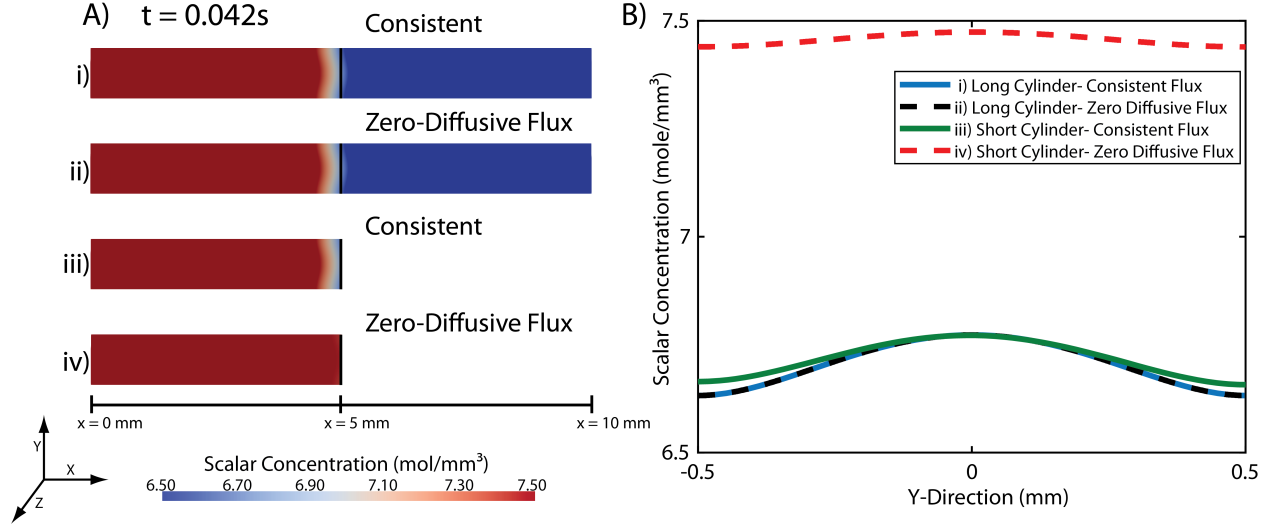 A)
t = 0.042s
Consistent
i)
Zero-Diffusive Flux
ii)
Consistent
iii)
Zero-Diffusive Flux
iv)
x = 0 mm
x = 5 mm
x = 10 mm
Y
X
Z
Scalar Concentration (mol/mm³)
6.50 6.70 6.90 7.10 7.30 7.50
B)
7.5
7
6.5
Scalar Concentration (mole/mm³)
i) Long Cylinder- Consistent Flux
ii) Long Cylinder- Zero Diffusive Flux
iii) Short Cylinder- Consistent Flux
iv) Short Cylinder- Zero Diffusive Flux
-0.5 0 0.5
Y-Direction (mm)